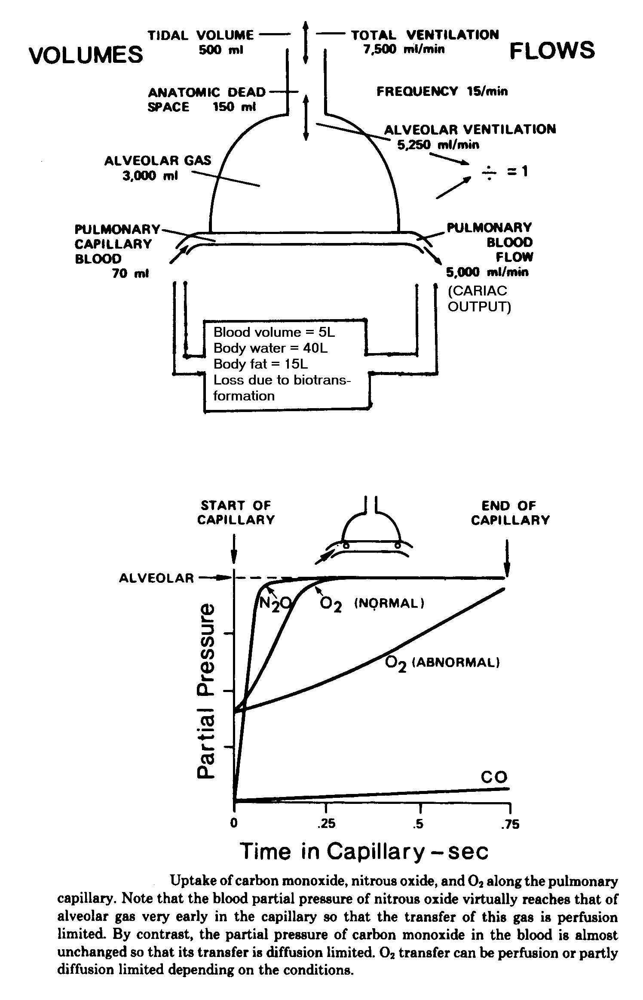 TIDAL VOLUME
500 ml
TOTAL VENTILATION
7,500 ml/min
VOLUMES
FLOWS
ANATOMIC DEAD
SPACE 150 ml
FREQUENCY 15/min
ALVEOLAR VENTILATION
5,250 ml/min
ALVEOLAR GAS
3,000 ml
÷ = 1
PULMONARY
CAPILLARY
BLOOD
70 ml
PULMONARY
BLOOD
FLOW
5,000 ml/min
(CARIAC
OUTPUT)
Blood volume = 5L
Body water = 40L
Body fat = 15L
Loss due to biotrans-
formation
START OF
CAPILLARY
END OF
CAPILLARY
ALVEOLAR
N2O
O2 (NORMAL)
O2 (ABNORMAL)
CO
Partial Pressure
0 .25 .5 .75
Time in Capillary – sec
Uptake of carbon monoxide, nitrous oxide, and O₂ along the pulmonary
capillary. Note that the blood partial pressure of nitrous oxide virtually reaches that of
alveolar gas very early in the capillary so that the transfer of this gas is perfusion
limited. By contrast, the partial pressure of carbon monoxide in the blood is almost
unchanged so that its transfer is diffusion limited. O₂ transfer can be perfusion or partly
diffusion limited depending on the conditions.